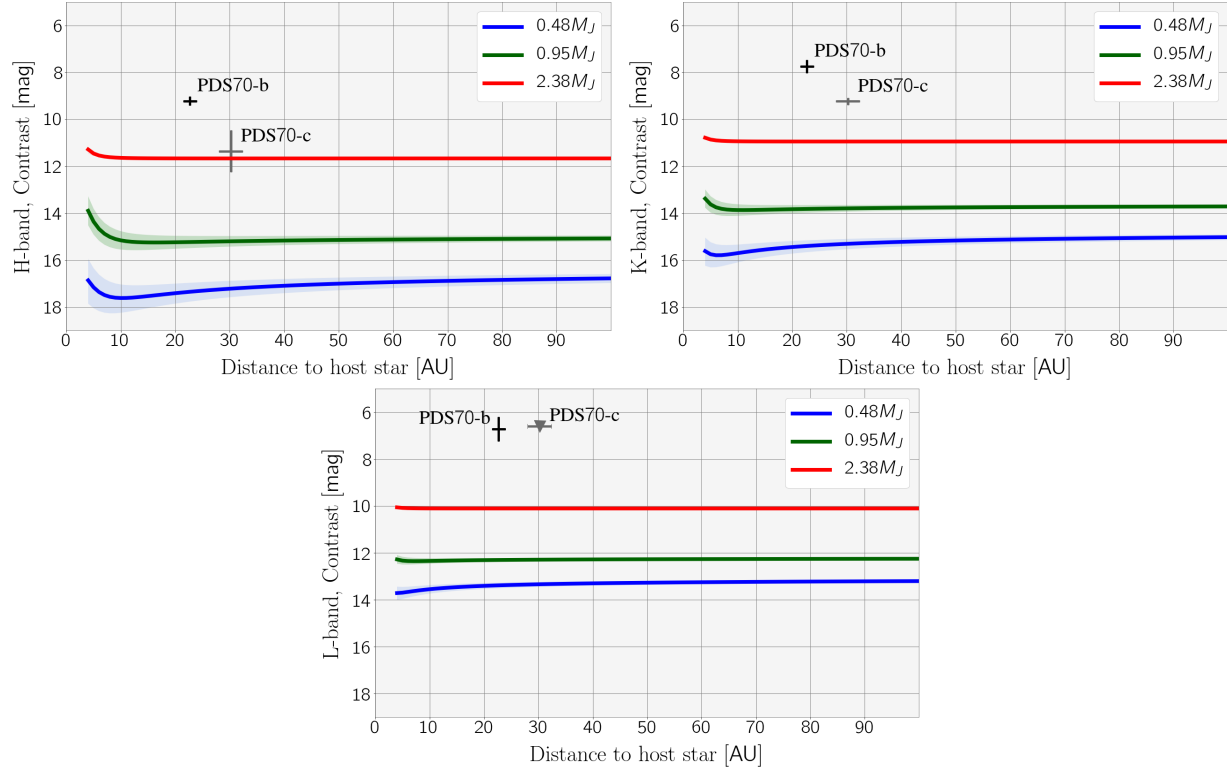 H-band, Contrast [mag]
6
8
10
12
14
16
18
0 10 20 30 40 50 60 70 80 90
Distance to host star [AU]
PDS70-b
PDS70-c
0.48M_J
0.95M_J
2.38M_J
K-band, Contrast [mag]
6
8
10
12
14
16
18
0 10 20 30 40 50 60 70 80 90
Distance to host star [AU]
PDS70-b
PDS70-c
0.48M_J
0.95M_J
2.38M_J
L-band, Contrast [mag]
6
8
10
12
14
16
18
0 10 20 30 40 50 60 70 80 90
Distance to host star [AU]
PDS70-b
PDS70-c
0.48M_J
0.95M_J
2.38M_J